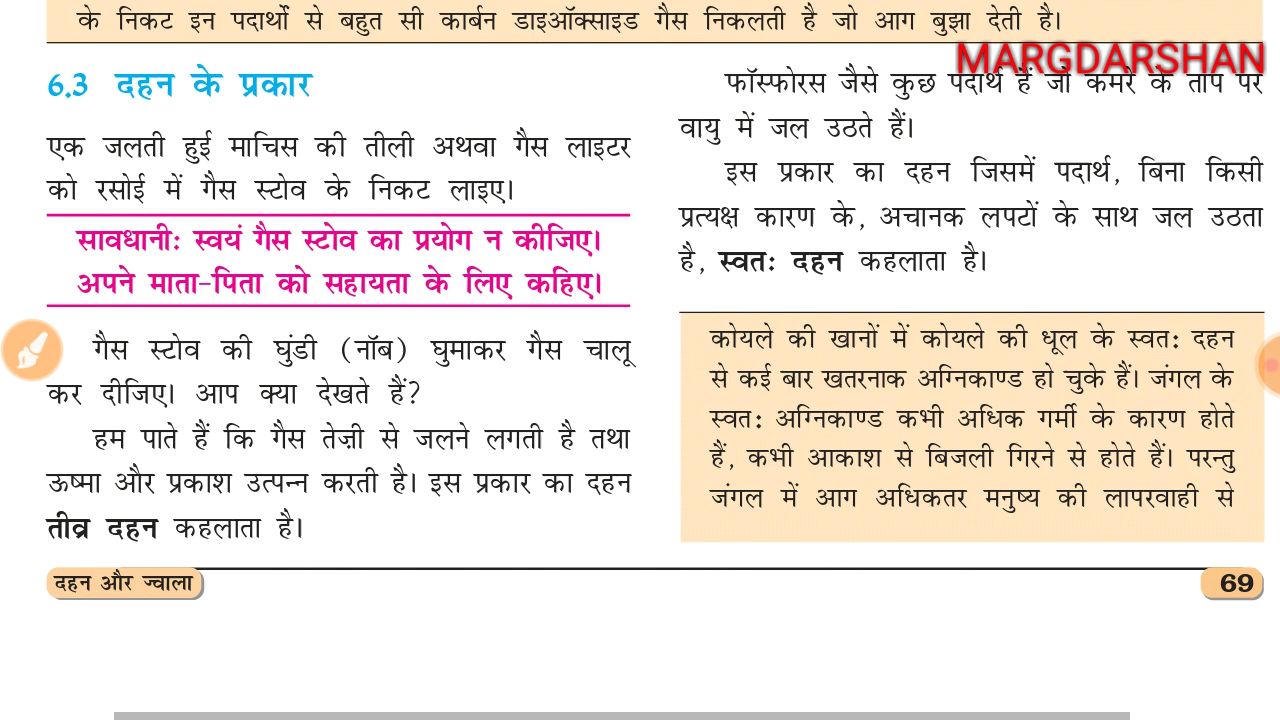 के निकट इन पदार्थों से बहुत सी कार्बन डाइऑक्साइड गैस निकलती है जो आग बुझा देती है।
MARGDARSHAN
6.3 दहन के प्रकार
एक जलती हुई माचिस की तीली अथवा गैस लाइटर
को रसोई में गैस स्टोव के निकट लाइए।
सावधानी: स्वयं गैस स्टोव का प्रयोग न कीजिए।
अपने माता-पिता को सहायता के लिए कहिए।
गैस स्टोव की घुंडी (नॉब) घुमाकर गैस चालू
कर दीजिए। आप क्या देखते हैं?
हम पाते हैं कि गैस तेज़ी से जलने लगती है तथा
ऊष्मा और प्रकाश उत्पन्न करती है। इस प्रकार का दहन
तीव्र दहन कहलाता है।
फॉस्फोरस जैसे कुछ पदार्थ हैं जो कमरे के ताप पर
वायु में जल उठते हैं।
इस प्रकार का दहन जिसमें पदार्थ, बिना किसी
प्रत्यक्ष कारण के, अचानक लपटों के साथ जल उठता
है, स्वत: दहन कहलाता है।
कोयले की खानों में कोयले की धूल के स्वत: दहन
से कई बार खतरनाक अग्निकाण्ड हो चुके हैं। जंगल के
स्वत: अग्निकाण्ड कभी अधिक गर्मी के कारण होते
हैं, कभी आकाश से बिजली गिरने से होते हैं। परन्तु
जंगल में आग अधिकतर मनुष्य की लापरवाही से
दहन और ज्वाला
69